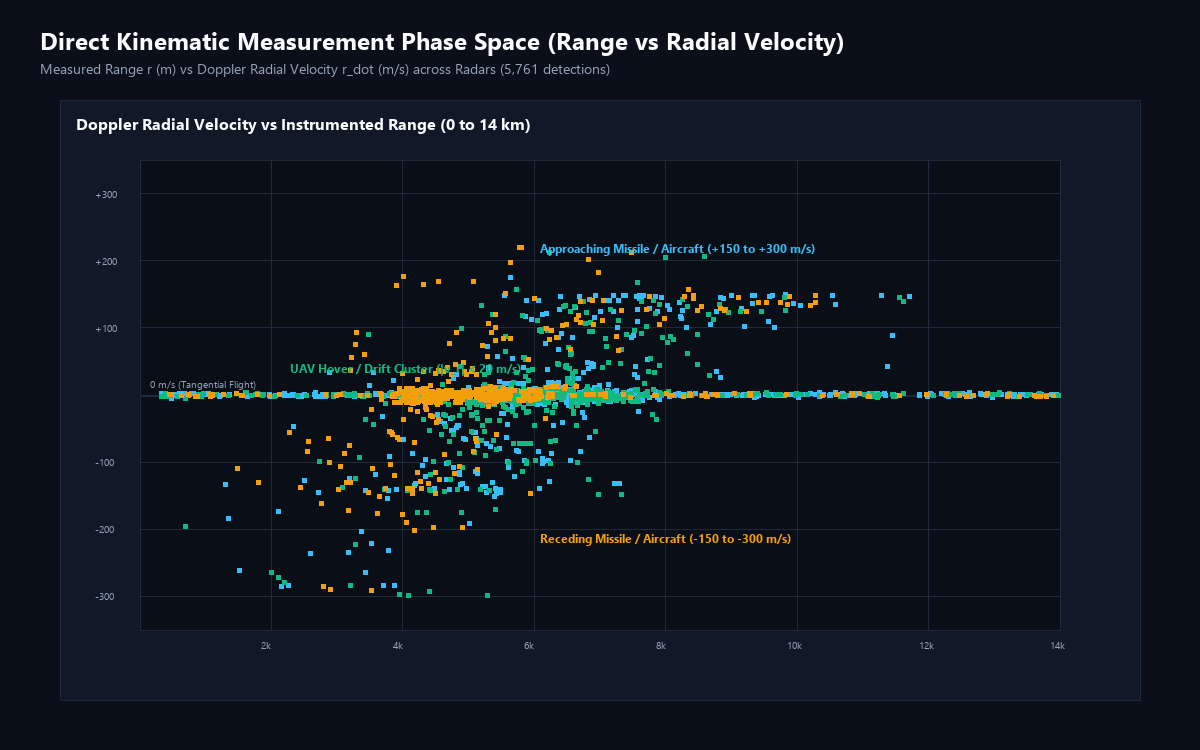 Direct Kinematic Measurement Phase Space (Range vs Radial Velocity)
Measured Range r (m) vs Doppler Radial Velocity r_dot (m/s) across Radars (5,761 detections)
Doppler Radial Velocity vs Instrumented Range (0 to 14 km)
+300
+200
+100
-100
-200
-300
Approaching Missile / Aircraft (+150 to +300 m/s)
UAV Hover / Drift Cluster m/s)
0 m/s (Tangential Flight)
Receding Missile / Aircraft (-150 to -300 m/s)
2k
4k
6k
8k
10k
12k
14k